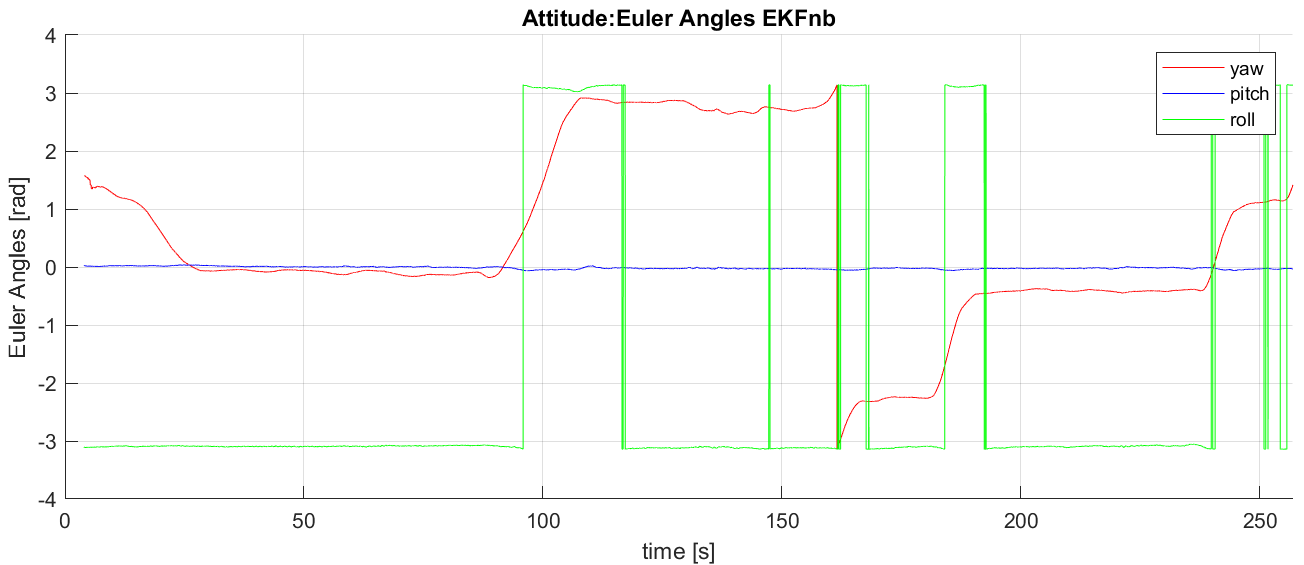 Attitude:Euler Angles EKFnb
4
3
2
1
0
-1
-2
-3
-4
Euler Angles [rad]
yaw
pitch
roll
0
50
100
150
200
250
time [s]